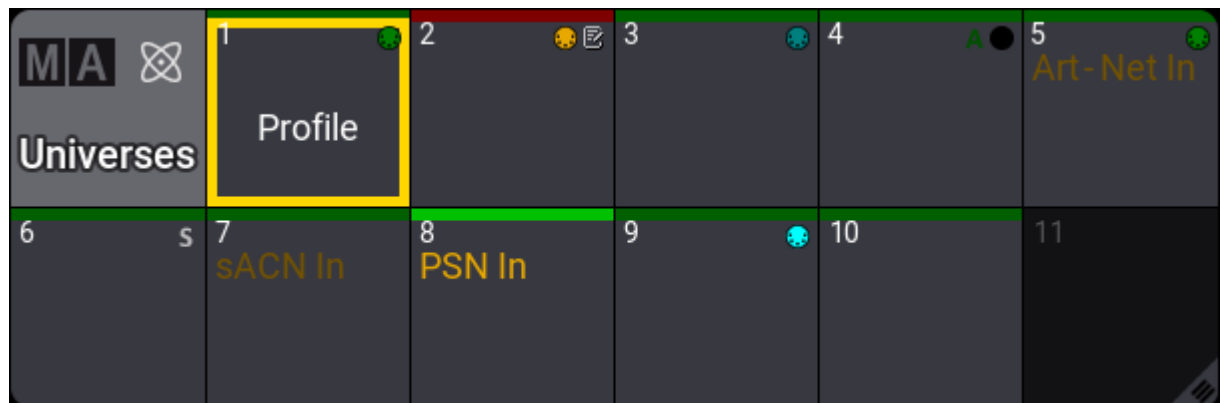 MA
Universes
1
Profile
2
3
4 A
5
Art-Net In
6 S
7
sACN In
8
PSN In
9
10
11